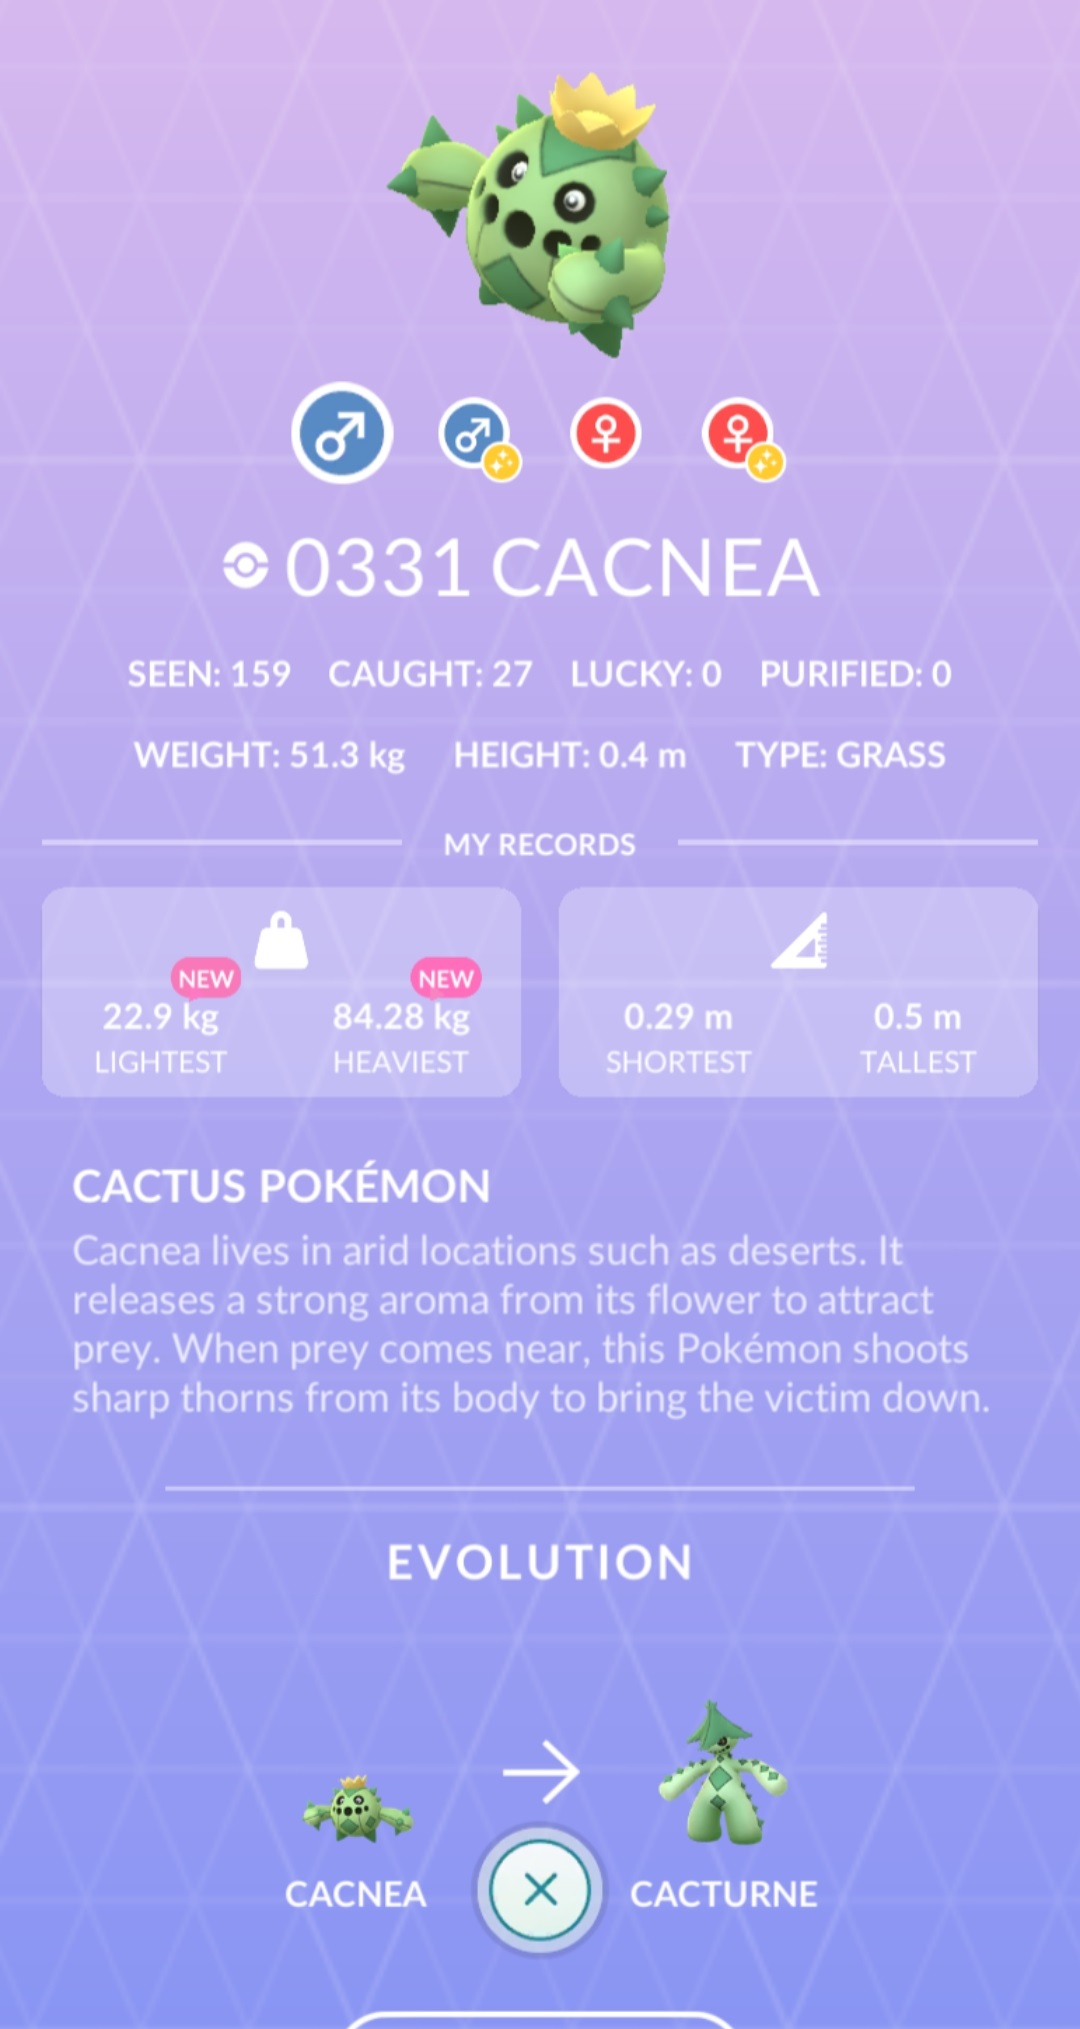 0331 CACNEA
SEEN: 159 CAUGHT: 27 LUCKY: 0 PURIFIED: 0
WEIGHT: 51.3 kg HEIGHT: 0.4 m TYPE: GRASS
MY RECORDS
NEW NEW
22.9 kg 84.28 kg 0.29 m 0.5 m
LIGHTEST HEAVIEST SHORTEST TALLEST
CACTUS POKÉMON
Cacnea lives in arid locations such as deserts. It
releases a strong aroma from its flower to attract
prey. When prey comes near, this Pokémon shoots
sharp thorns from its body to bring the victim down.
EVOLUTION
CACNEA CACTURNE